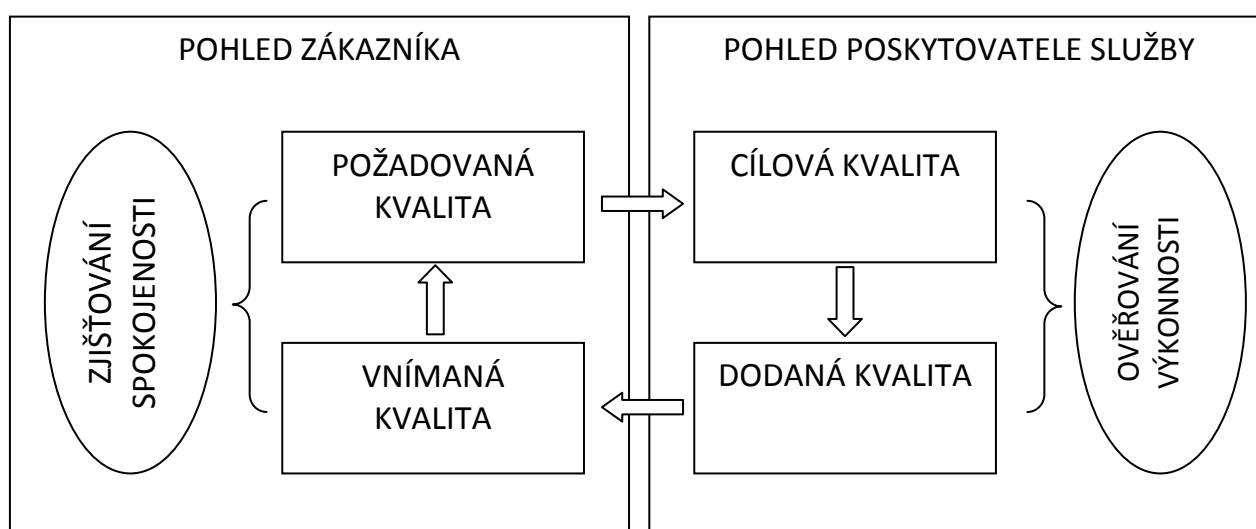 POHLED ZÁKAZNÍKA
ZJIŠŤOVÁNÍ
SPOKOJENOSTI
POŽADOVANÁ
KVALITA
VNÍMANÁ
KVALITA
POHLED POSKYTOVATELE SLUŽBY
CÍLOVÁ KVALITA
DODANÁ KVALITA
OVĚŘOVÁNÍ
VÝKONNOSTI